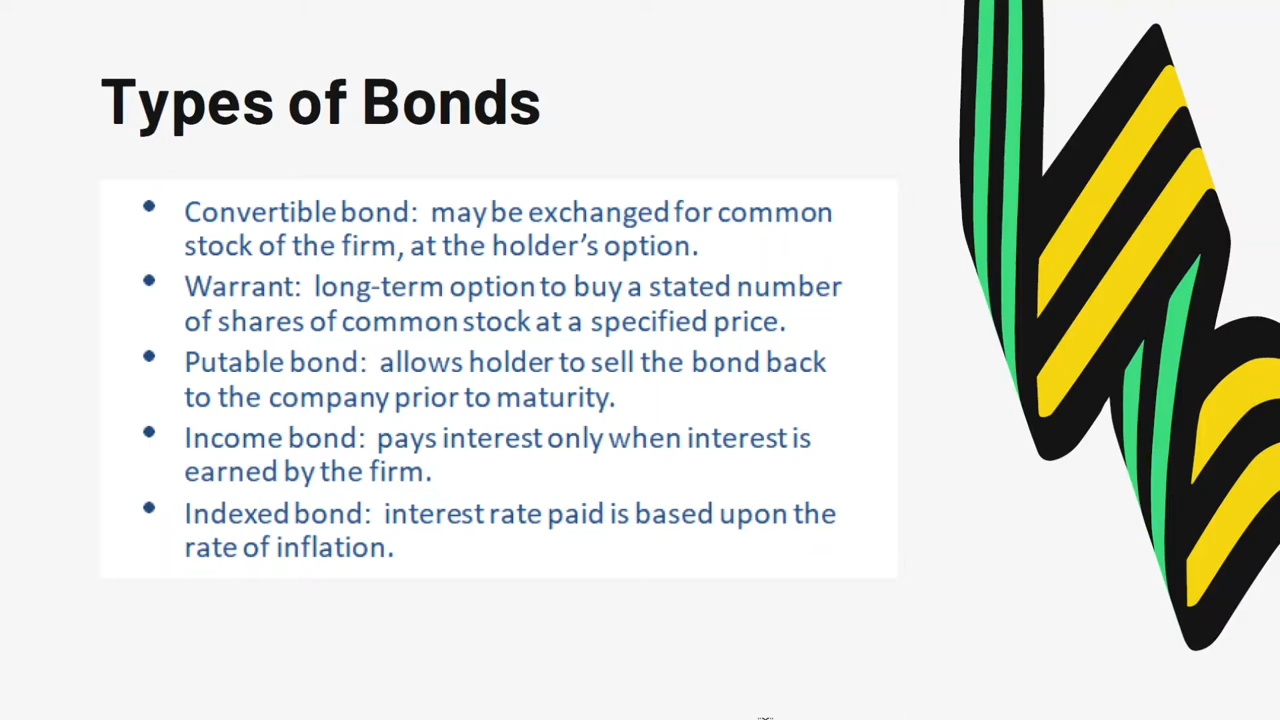 Types of Bonds
• Convertible bond: may be exchanged for common
stock of the firm, at the holder’s option.
• Warrant: long-term option to buy a stated number
of shares of common stock at a specified price.
• Putable bond: allows holder to sell the bond back
to the company prior to maturity.
• Income bond: pays interest only when interest is
earned by the firm.
• Indexed bond: interest rate paid is based upon the
rate of inflation.